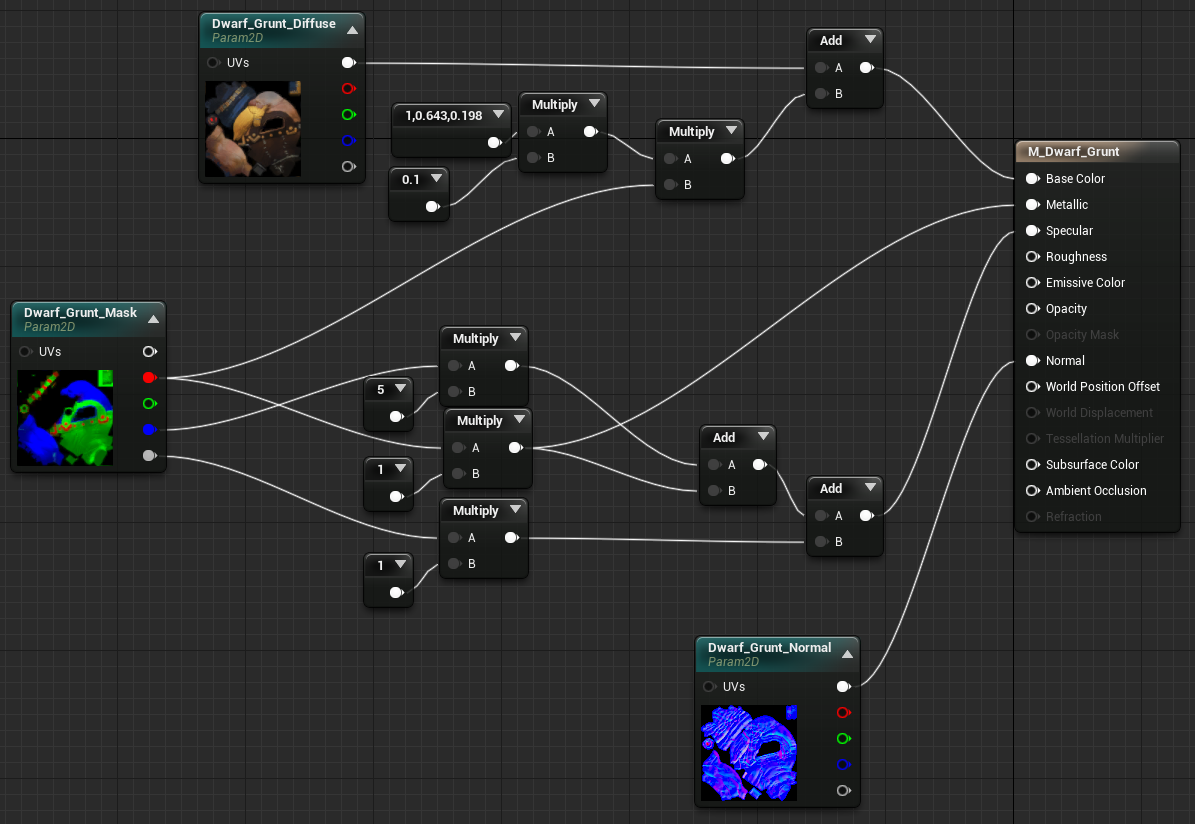 Dwarf_Grunt_Diffuse
Param2D
UVs
Add
A
B
1,0.643,0.198
Multiply
A
B
0.1
Multiply
A
B
M_Dwarf_Grunt
Base Color
Metallic
Specular
Roughness
Emissive Color
Opacity
Opacity Mask
Normal
World Position Offset
World Displacement
Tessellation Multiplier
Subsurface Color
Ambient Occlusion
Refraction
Dwarf_Grunt_Mask
Param2D
UVs
Multiply
A
B
5
Multiply
A
B
1
Multiply
A
B
1
Add
A
B
Add
A
B
Dwarf_Grunt_Normal
Param2D
UVs